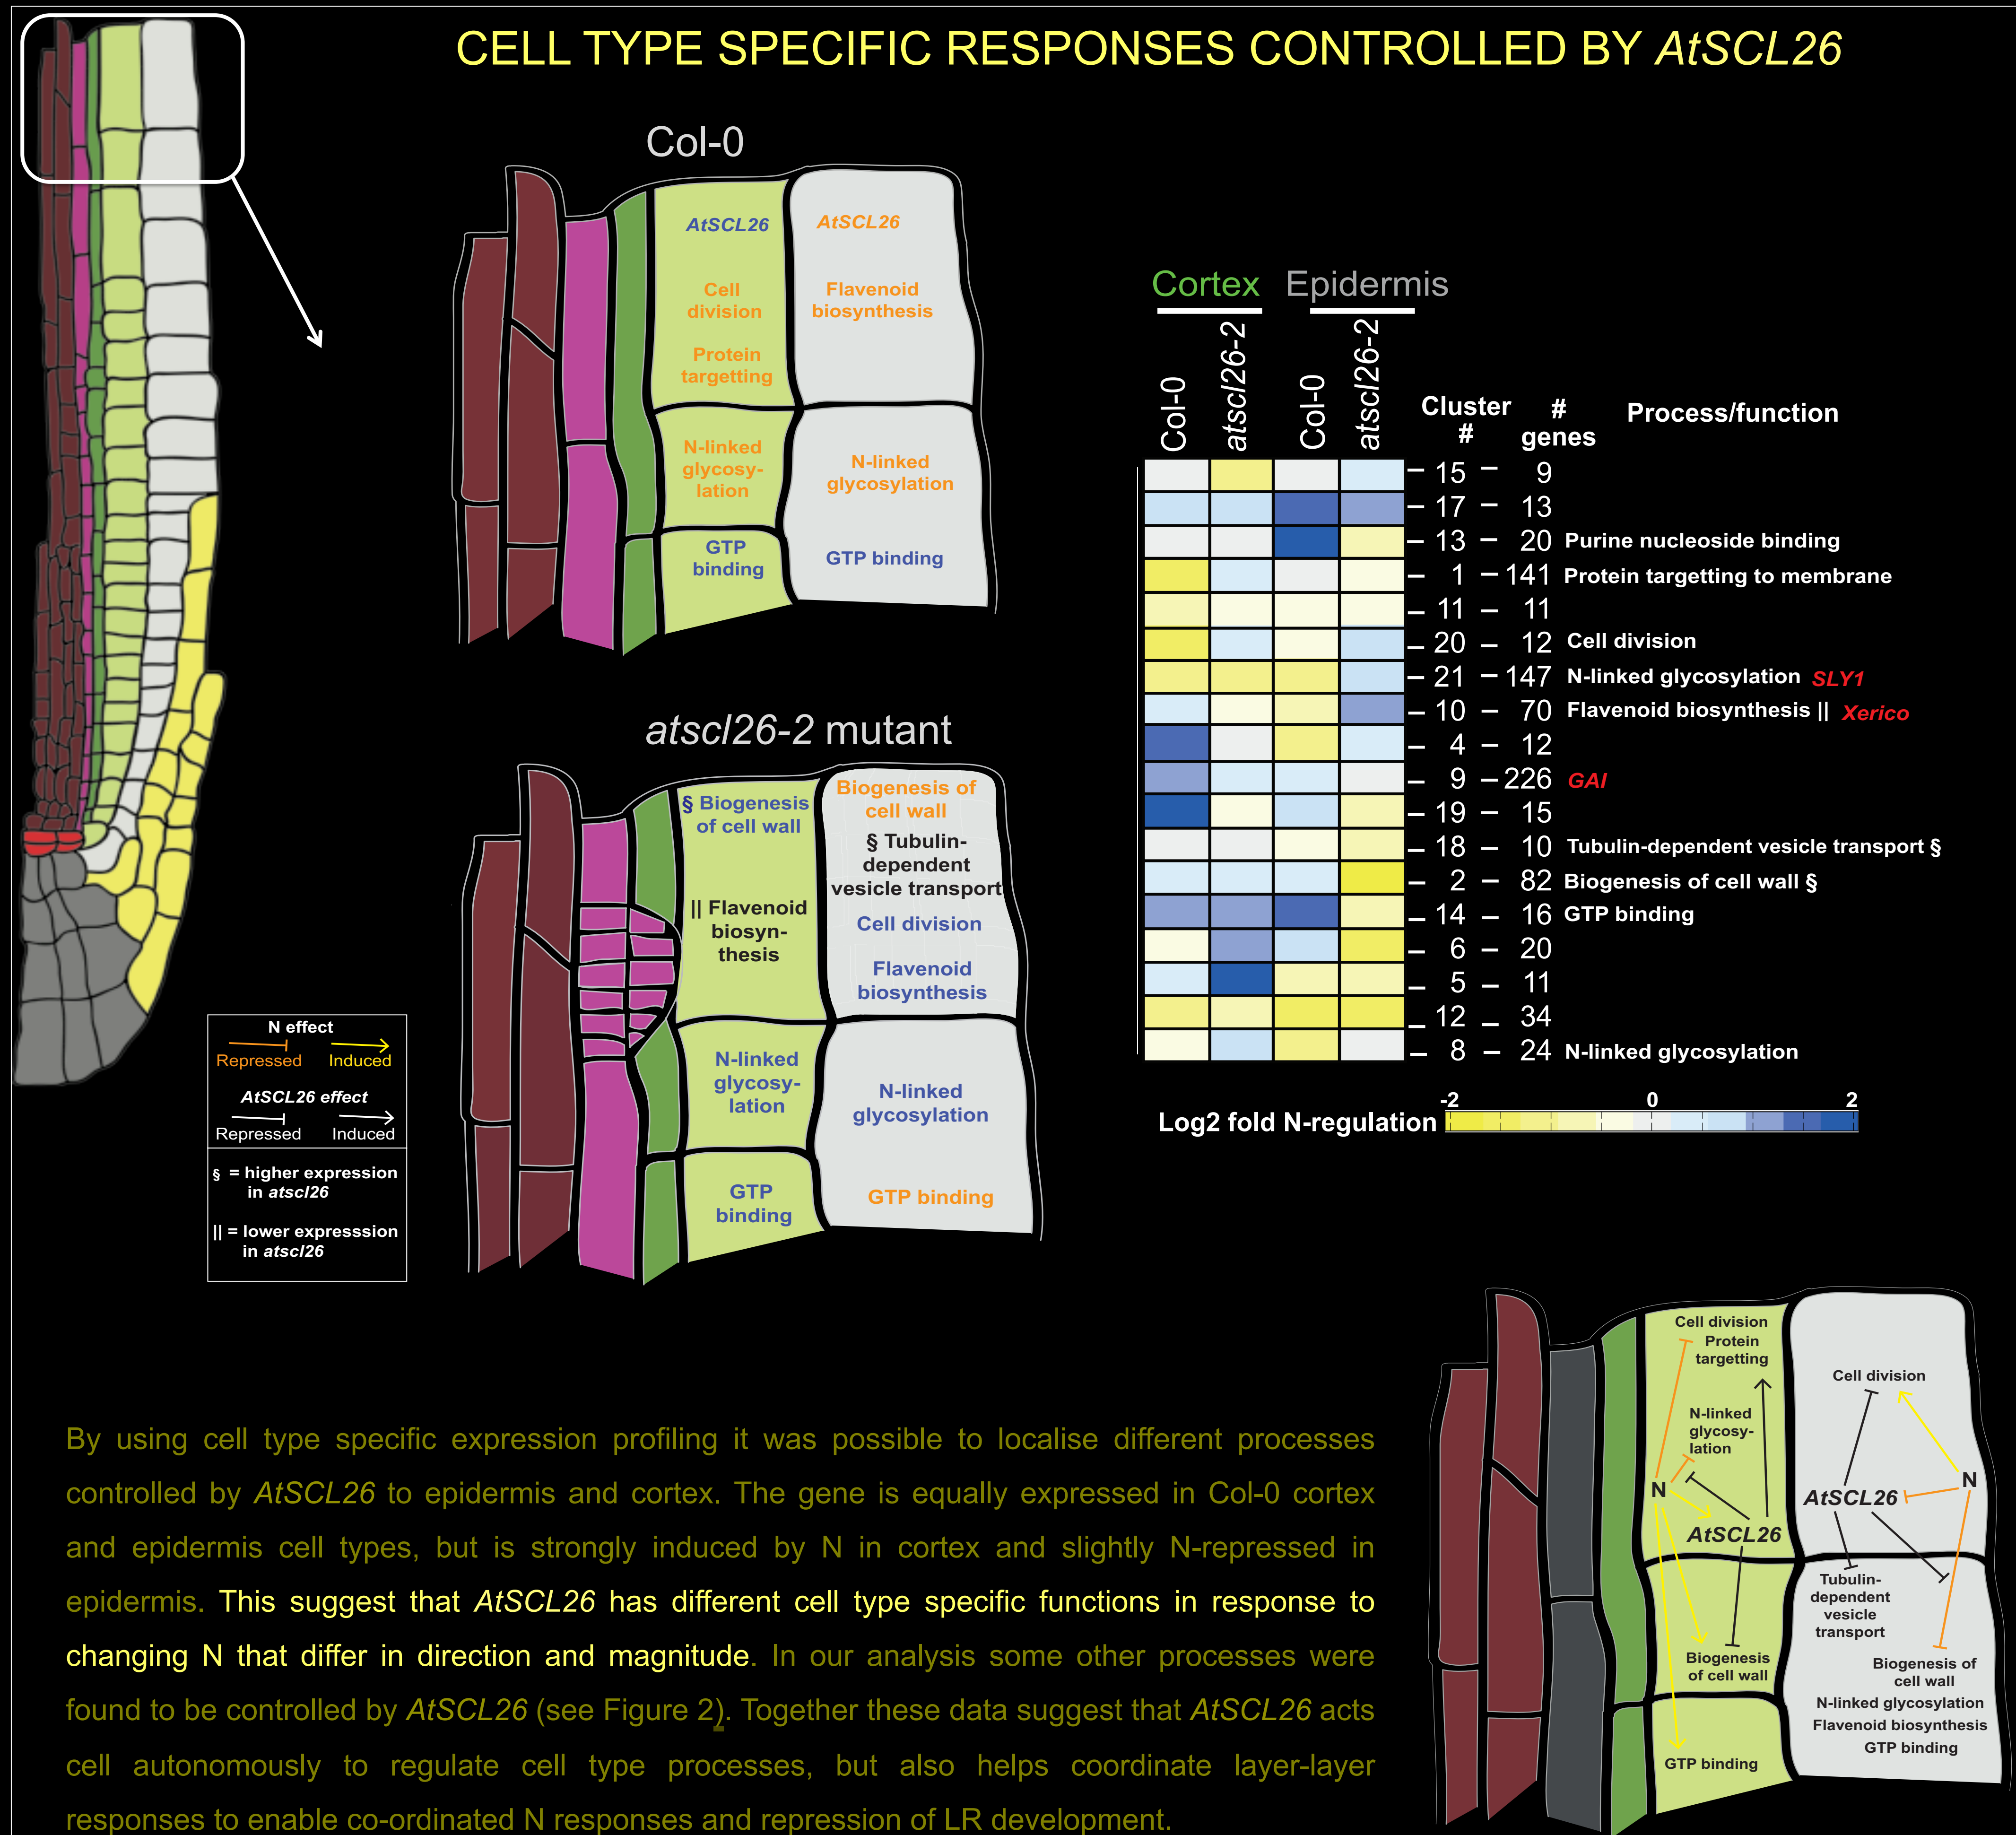 CELL TYPE SPECIFIC RESPONSES CONTROLLED BY AtSCL26
Col-0
AtSCL26
Cell
division
Protein
targetting
N-linked
glycosy-
lation
GTP
binding
AtSCL26
Flavenoid
biosynthesis
N-linked
glycosylation
GTP binding
atscl26-2 mutant
§ Biogenesis
of cell wall
|| Flavenoid
biosyn-
thesis
N-linked
glycosy-
lation
GTP
binding
Biogenesis of
cell wall
§ Tubulin-
dependent
vesicle transport
Cell division
Flavenoid
biosynthesis
N-linked
glycosylation
GTP binding
N effect
Repressed Induced
AtSCL26 effect
Repressed Induced
§ = higher expression
in atscl26
|| = lower expresssion
in atscl26
Cortex Epidermis
Col-0 atscl26-2 Col-0 atscl26-2
Cluster # # genes Process/function
15 – 9
17 – 13
13 – 20 Purine nucleoside binding
1 – 141 Protein targetting to membrane
11 – 11
20 – 12 Cell division
21 – 147 N-linked glycosylation SLY1
10 – 70 Flavenoid biosynthesis || Xerico
4 – 12
9 – 226 GAI
19 – 15
18 – 10 Tubulin-dependent vesicle transport §
2 – 82 Biogenesis of cell wall §
14 – 16 GTP binding
6 – 20
5 – 11
12 – 34
8 – 24 N-linked glycosylation
-2 0 2
Log2 fold N-regulation
By using cell type specific expression profiling it was possible to localise different processes
controlled by AtSCL26 to epidermis and cortex. The gene is equally expressed in Col-0 cortex
and epidermis cell types, but is strongly induced by N in cortex and slightly N-repressed in
epidermis. This suggest that AtSCL26 has different cell type specific functions in response to
changing N that differ in direction and magnitude. In our analysis some other processes were
found to be controlled by AtSCL26 (see Figure 2). Together these data suggest that AtSCL26 acts
cell autonomously to regulate cell type processes, but also helps coordinate layer-layer
responses to enable co-ordinated N responses and repression of LR development.
Cell division
Protein
targetting
N-linked
glycosy-
lation
N
AtSCL26
Biogenesis
of cell wall
GTP binding
Cell division
N
AtSCL26
Tubulin-
dependent
vesicle
transport
Biogenesis of
cell wall
N-linked glycosylation
Flavenoid biosynthesis
GTP binding